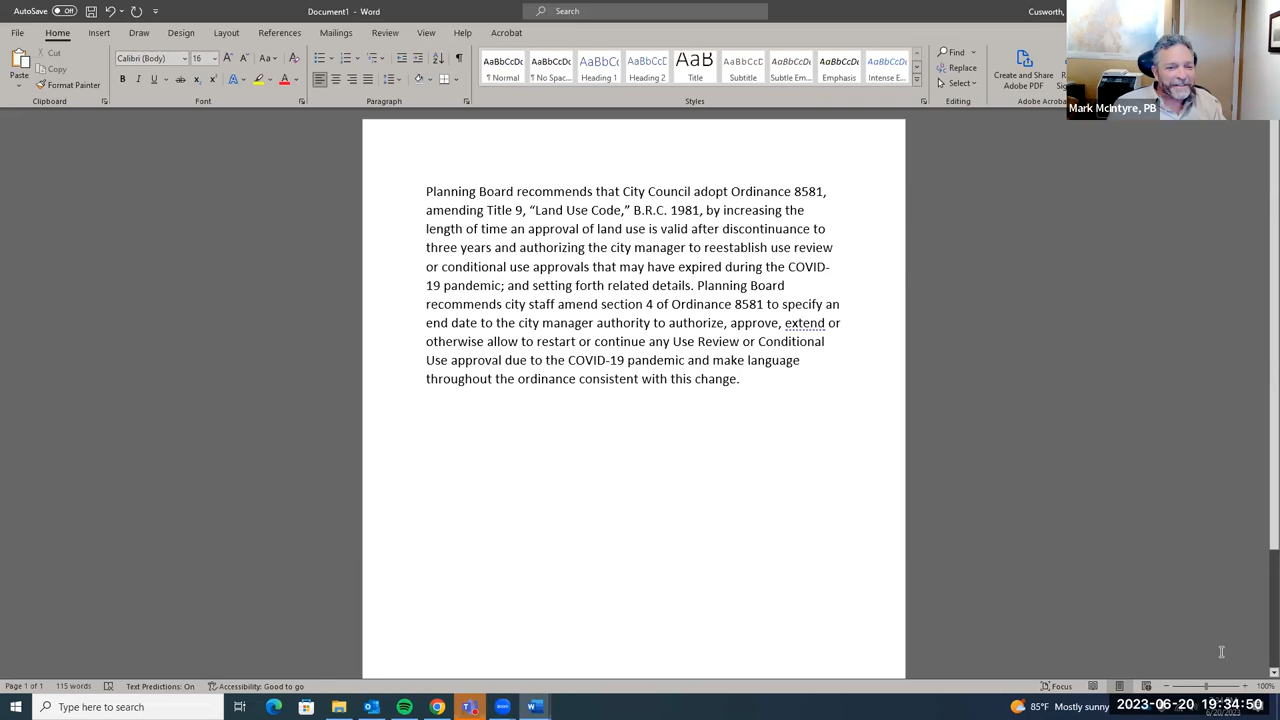 AutoSave Off Document1 - Word Search Cusworth,
File Home Insert Draw Design Layout References Mailings Review View Help Acrobat
Paste Cut Copy Format Painter
Calibri (Body) 16
B I U ab x₂ x²
AaBbCcDc AaBbCcDc AaBbC( AaBbCcD AaB AaBbCcD AaBbCcDc AaBbCcDc AaBbCcDc
¶ Normal ¶ No Spac... Heading 1 Heading 2 Title Subtitle Subtle Em... Emphasis Intense E...
Find Replace Select
Create and Share
Adobe PDF
Clipboard Font Paragraph Styles Editing Adobe Acroba
Mark McIntyre, PB
Planning Board recommends that City Council adopt Ordinance 8581,
amending Title 9, “Land Use Code,” B.R.C. 1981, by increasing the
length of time an approval of land use is valid after discontinuance to
three years and authorizing the city manager to reestablish use review
or conditional use approvals that may have expired during the COVID-
19 pandemic; and setting forth related details. Planning Board
recommends city staff amend section 4 of Ordinance 8581 to specify an
end date to the city manager authority to authorize, approve, extend or
otherwise allow to restart or continue any Use Review or Conditional
Use approval due to the COVID-19 pandemic and make language
throughout the ordinance consistent with this change.
Page 1 of 1 115 words Text Predictions: On Accessibility: Good to go Focus 100%
Type here to search 85°F Mostly sunny 2023-06-20 19:34:50